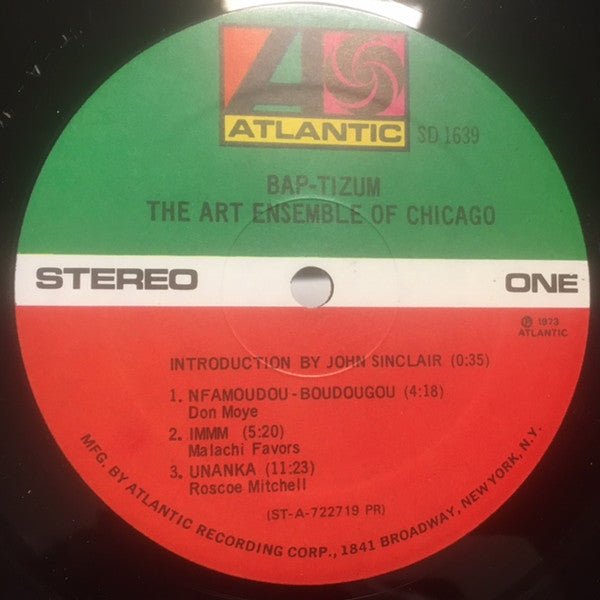 ATLANTIC SD 1639
BAP-TIZUM
THE ART ENSEMBLE OF CHICAGO
STEREO ONE
℗ 1973
ATLANTIC
INTRODUCTION BY JOHN SINCLAIR (0:35)
1. NFAMOUDOU-BOUDOUGOU (4:18)
Don Moye
2. IMMM (5:20)
Malachi Favors
3. UNANKA (11:23)
Roscoe Mitchell
(ST-A-722719 PR)
MFG. BY ATLANTIC RECORDING CORP., 1841 BROADWAY, NEW YORK, N.Y.